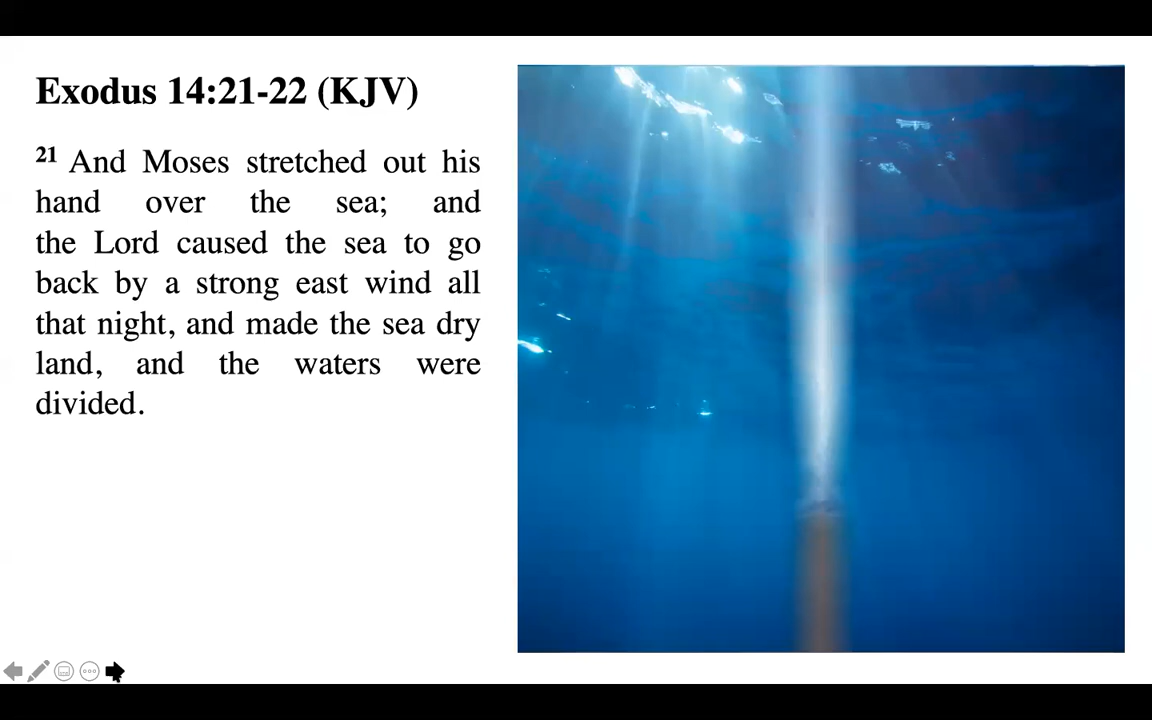 Exodus 14:21-22 (KJV)
21 And Moses stretched out his
hand over the sea; and
the Lord caused the sea to go
back by a strong east wind all
that night, and made the sea dry
land, and the waters were
divided.